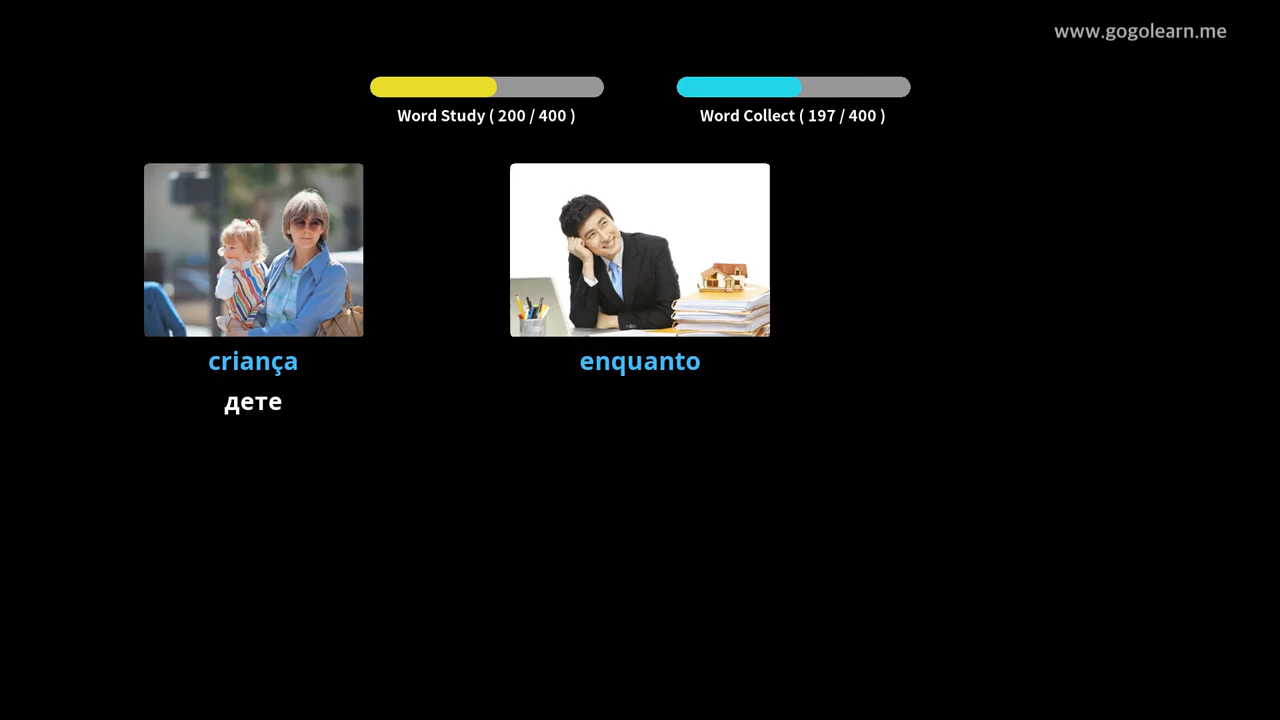 www.gogolearn.me
Word Study ( 200 / 400 )
Word Collect ( 197 / 400 )
criança
enquanto
дете